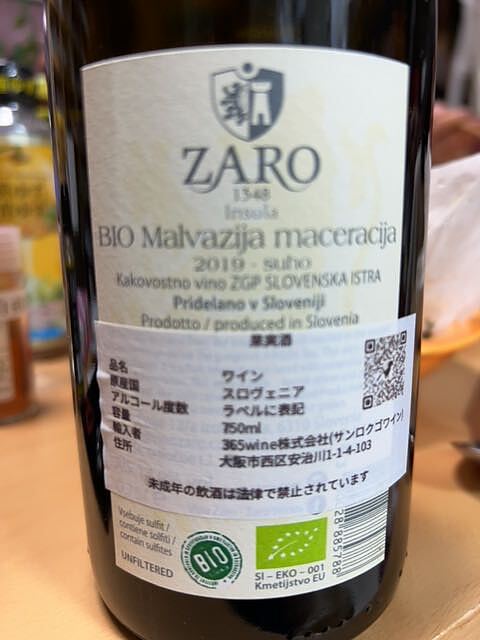 ZARO
1348
Insula
BIO Malvazija maceracija
2019 - suho
Kakovostno vino ZGP SLOVENSKA ISTRA
Pridelano v Sloveniji
Prodotto / produced in Slovenia
果実酒
品名 ワイン
原産国 スロヴェニア
アルコール度数 ラベルに表記
容量 750ml
輸入者 365wine株式会社(サンロクゴワイン)
住所 大阪市西区安治川1-1-4-103
未成年の飲酒は法律で禁止されています
Vsebuje sulfit /
contiene solfiti /
contain sulfites
UNFILTERED
BIO
SI – EKO – 001
Kmetijstvo EU